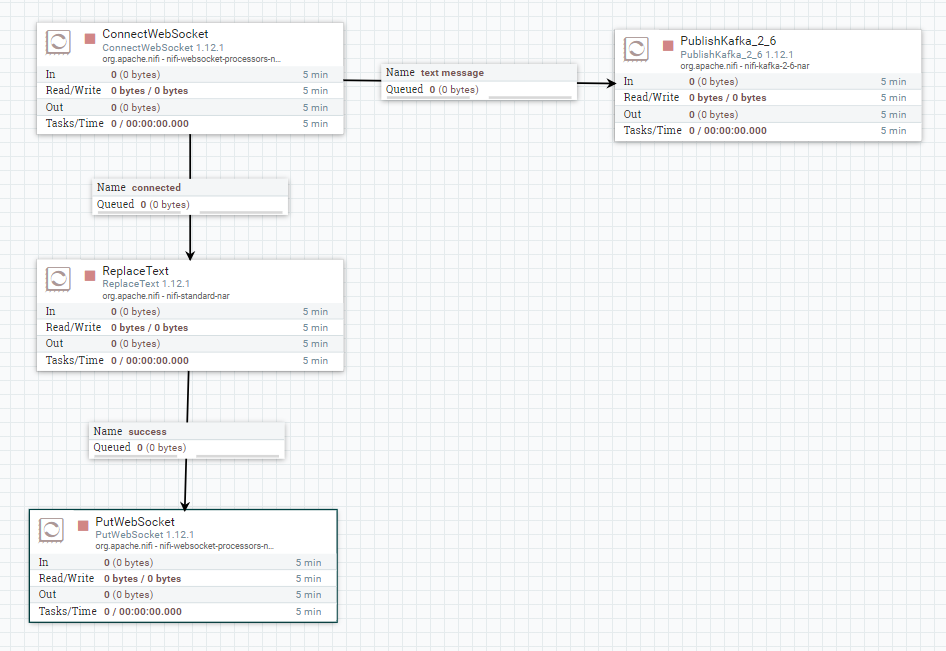 ConnectWebSocket
ConnectWebSocket 1.12.1
org.apache.nifi - nifi-websocket-processors-n...
In 0 (0 bytes) 5 min
Read/Write 0 bytes / 0 bytes 5 min
Out 0 (0 bytes) 5 min
Tasks/Time 0 / 00:00:00.000 5 min
Name text message
Queued 0 (0 bytes)
PublishKafka_2_6
PublishKafka_2_6 1.12.1
org.apache.nifi - nifi-kafka-2-6-nar
In 0 (0 bytes) 5 min
Read/Write 0 bytes / 0 bytes 5 min
Out 0 (0 bytes) 5 min
Tasks/Time 0 / 00:00:00.000 5 min
Name connected
Queued 0 (0 bytes)
ReplaceText
ReplaceText 1.12.1
org.apache.nifi - nifi-standard-nar
In 0 (0 bytes) 5 min
Read/Write 0 bytes / 0 bytes 5 min
Out 0 (0 bytes) 5 min
Tasks/Time 0 / 00:00:00.000 5 min
Name success
Queued 0 (0 bytes)
PutWebSocket
PutWebSocket 1.12.1
org.apache.nifi - nifi-websocket-processors-n...
In 0 (0 bytes) 5 min
Read/Write 0 bytes / 0 bytes 5 min
Out 0 (0 bytes) 5 min
Tasks/Time 0 / 00:00:00.000 5 min